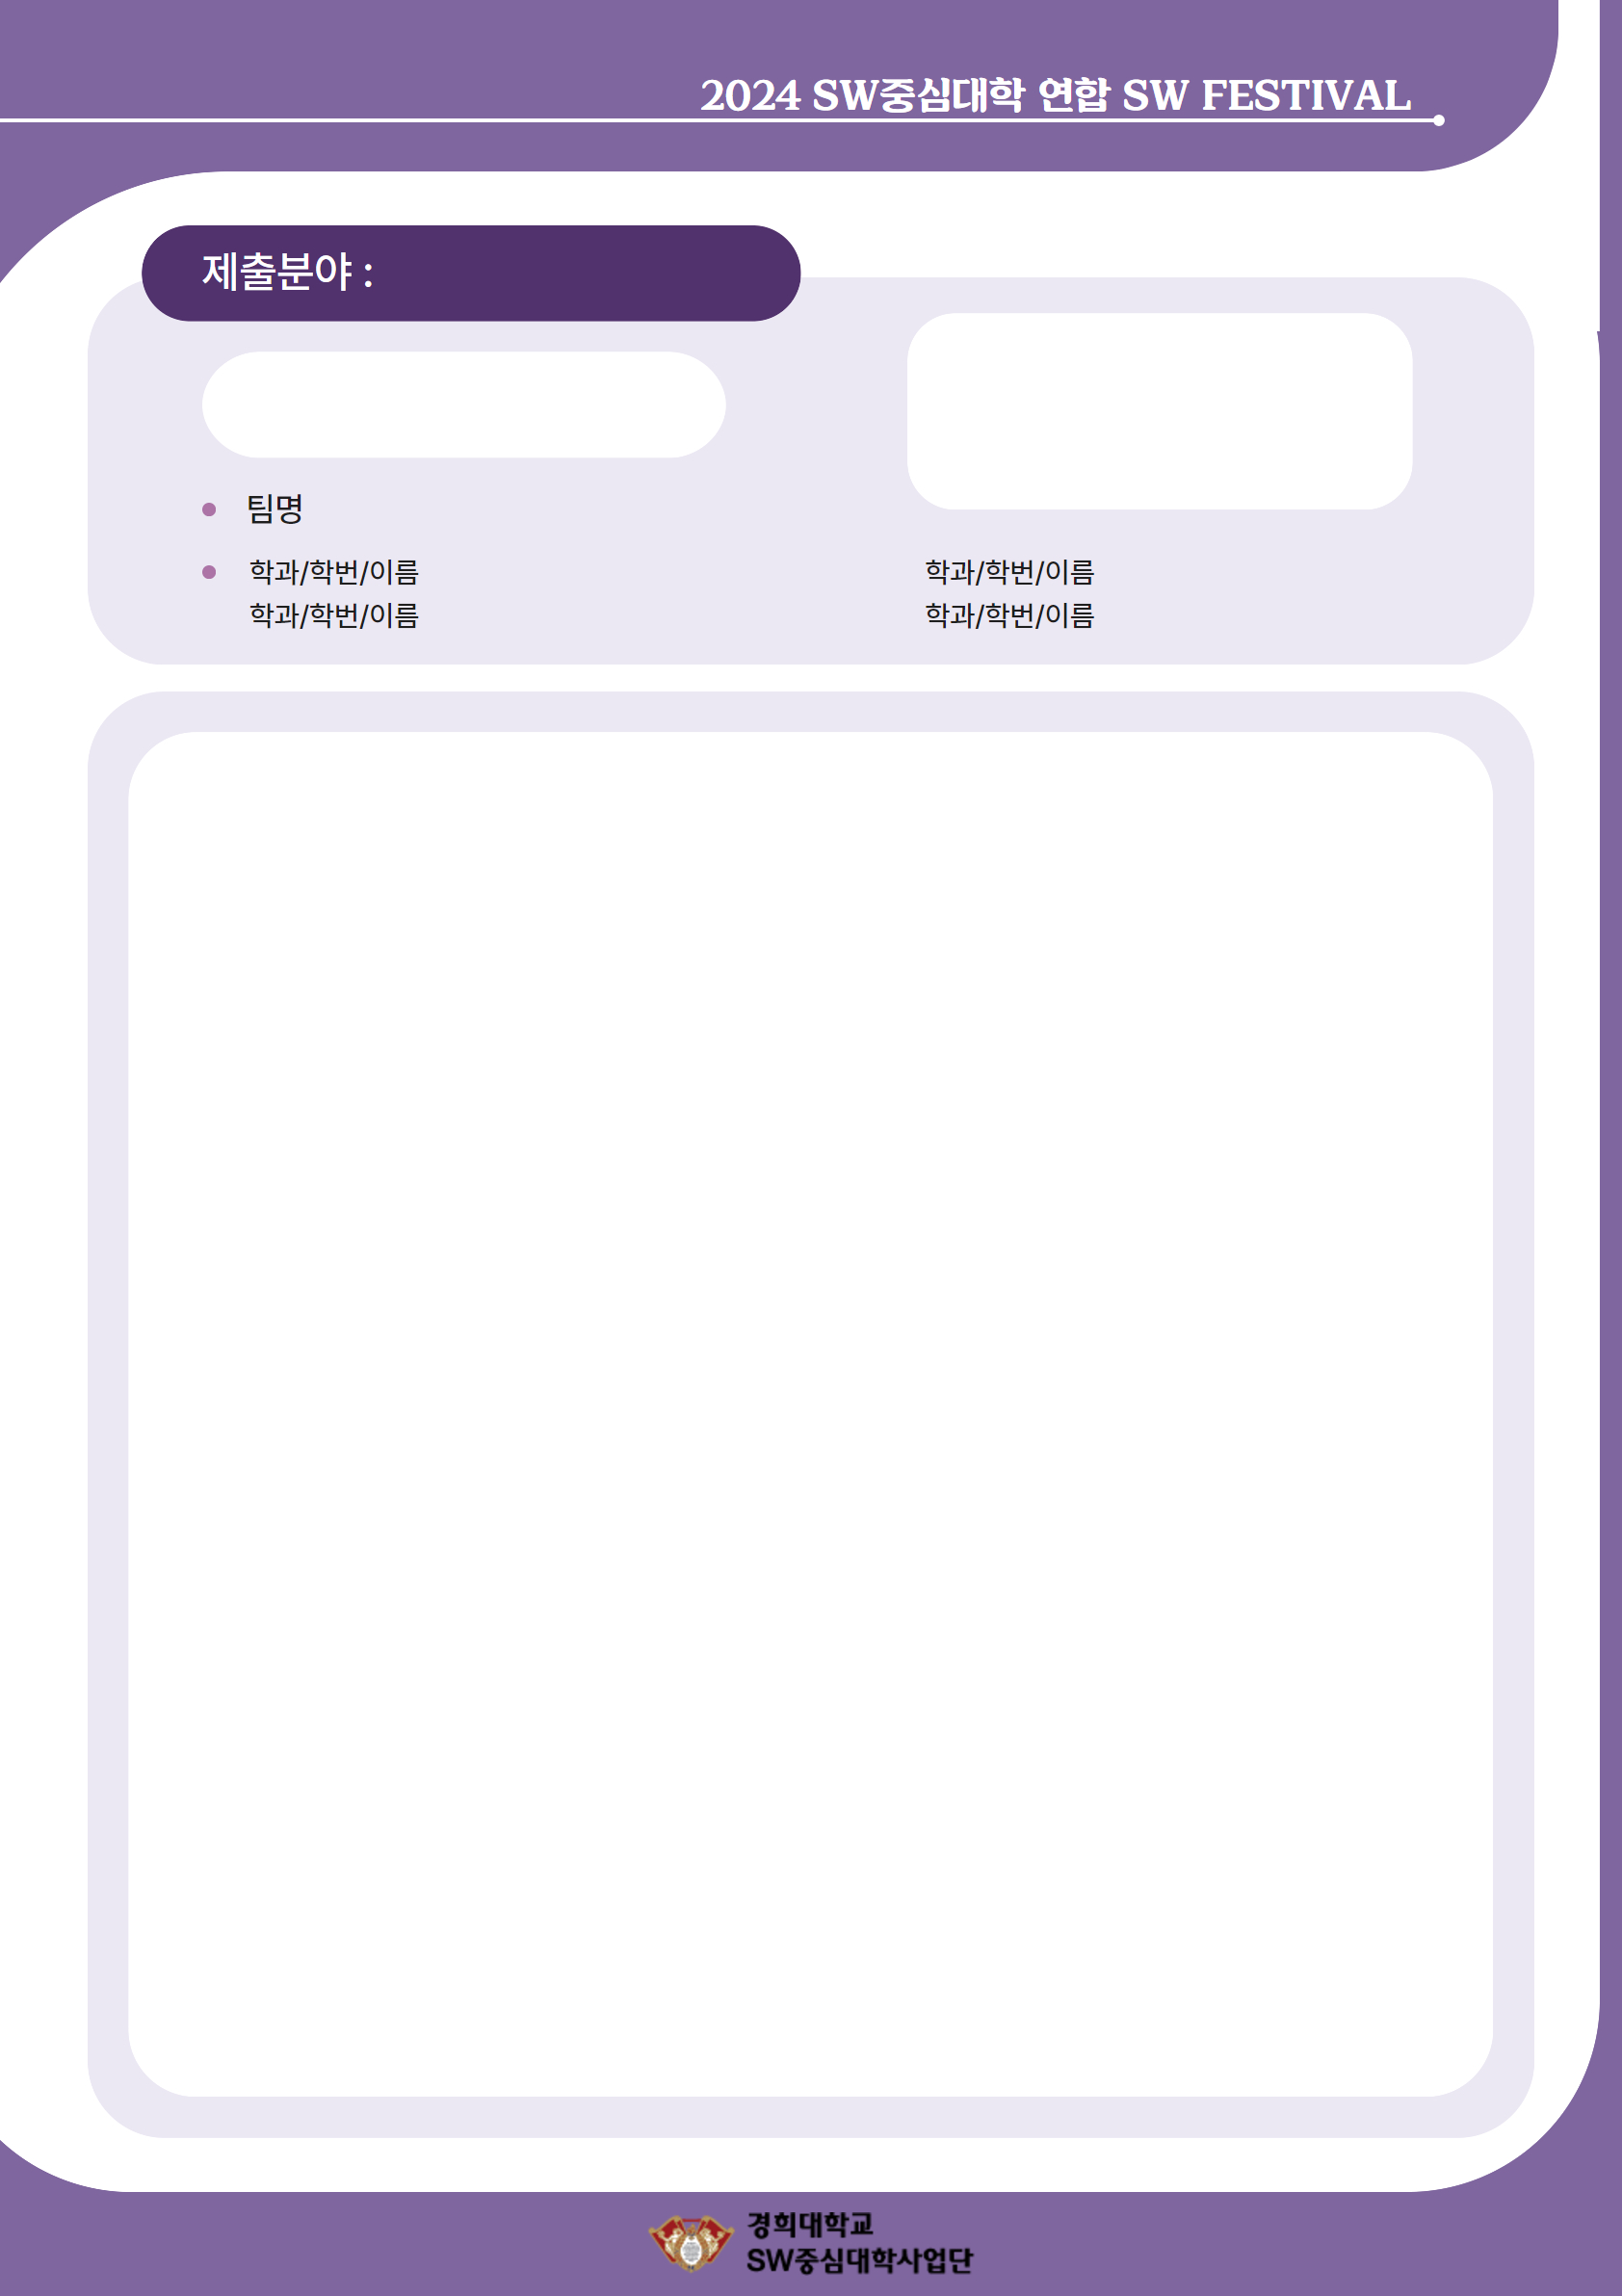 2024 SW중심대학 연합 SW FESTIVAL
제출분야 :
팀명
학과/학번/이름
학과/학번/이름
학과/학번/이름
학과/학번/이름
경희대학교
SW중심대학사업단